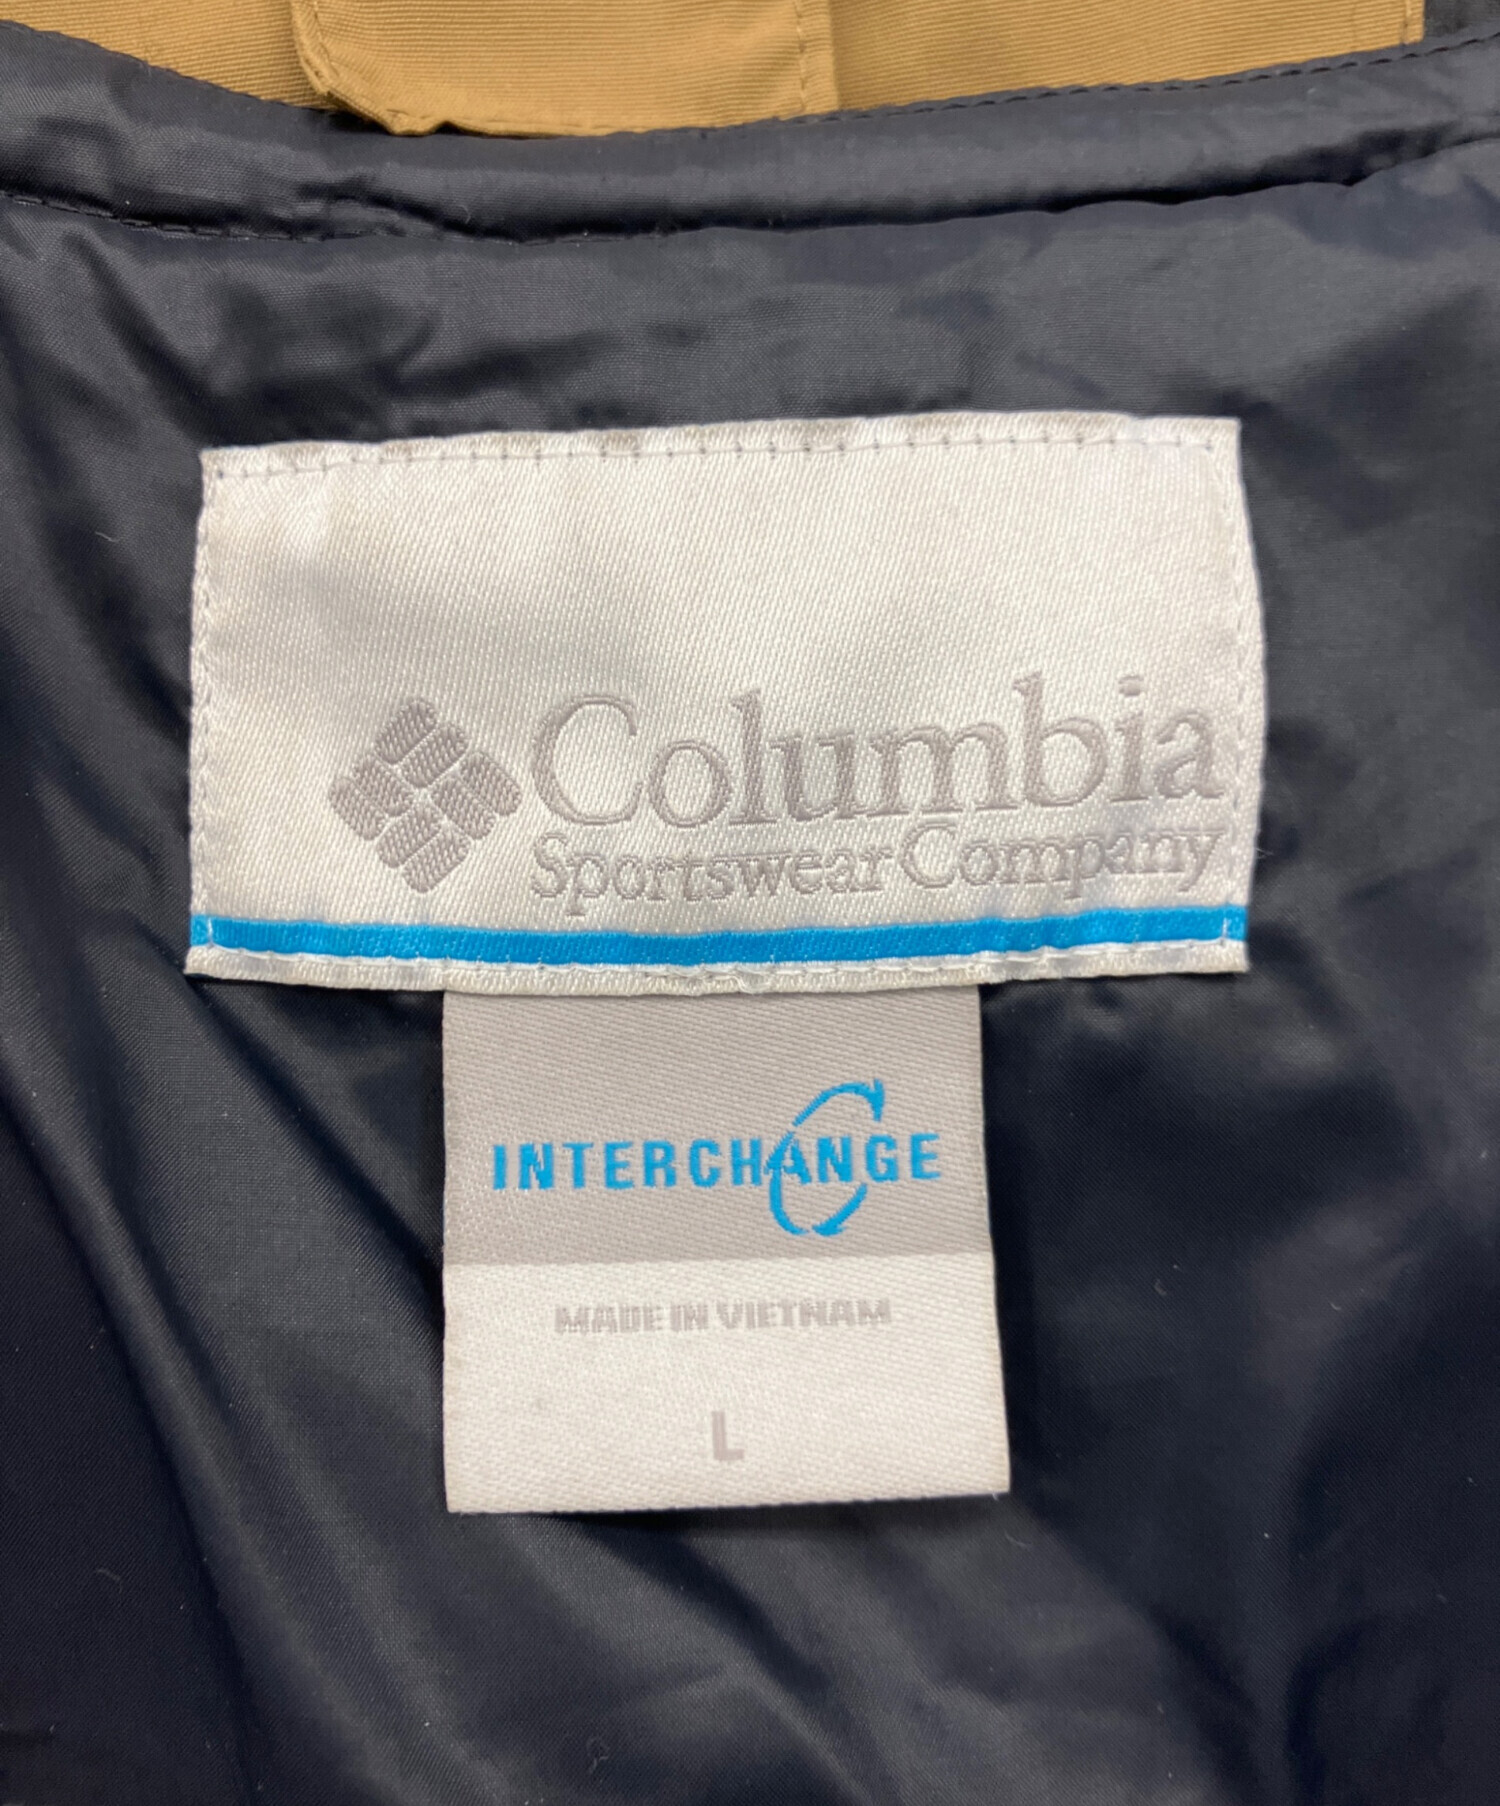 Columbia
Sportswear Company
INTERCHANGE
MADE IN VIETNAM
L